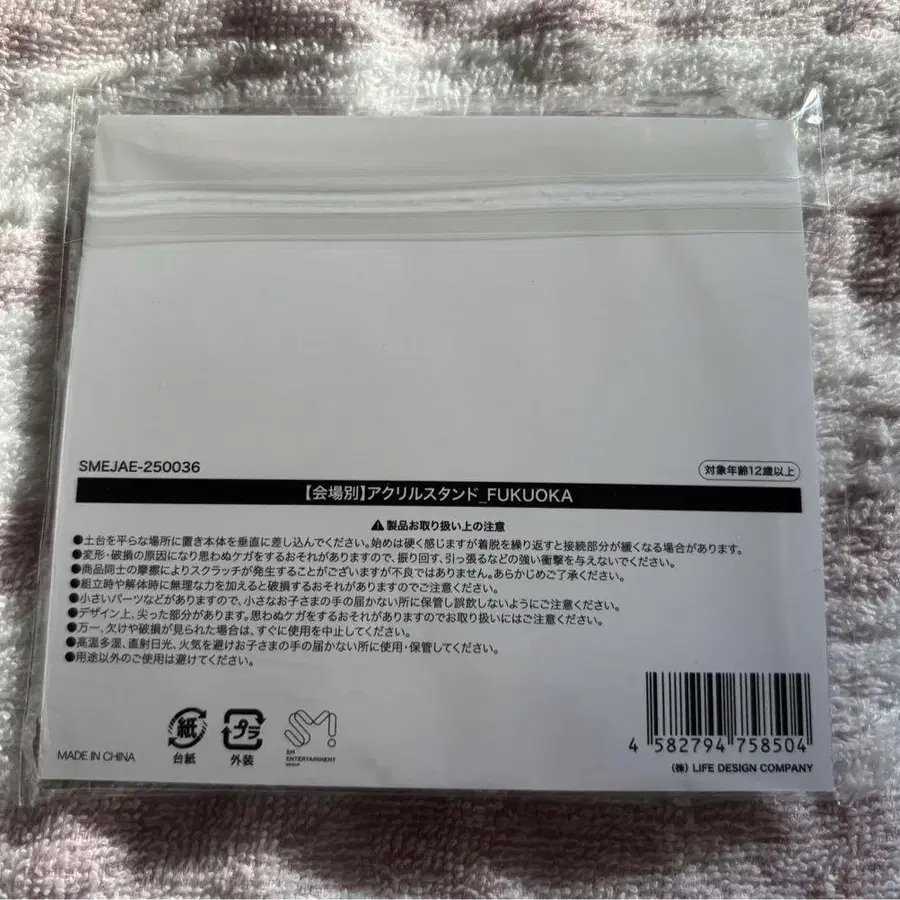 SMEJAE-250036
対象年齢12歳以上
【会場別】アクリルスタンド_FUKUOKA
⚠製品お取り扱い上の注意
●土台を平らな場所に置き本体を垂直に差し込んでください。始めは硬く感じますが着脱を繰り返すと接続部分が緩くなる場合があります。
●変形・破損の原因になり思わぬケガをするおそれがありますので、振り回す、引っ張るなどの強い衝撃を与えないでください。
●商品同士の摩擦によりスクラッチが発生することがございますが不良ではありません。あらかじめご了承ください。
●組立時や解体時に無理な力を加えると破損するおそれがありますのでご注意ください。
●小さいパーツなどがありますので、小さなお子さまの手の届かない所に保管し誤飲しないようにご注意ください。
●デザイン上、尖った部分があります。思わぬケガをするおそれがありますのでお取り扱いにはご注意ください。
●万一、欠けや破損が見られた場合は、すぐに使用を中止してください。
●高温多湿、直射日光、火気を避けお子さまの手の届かない所に使用・保管してください。
●用途以外のご使用は避けてください。
MADE IN CHINA
紙
台紙
プラ
外装
SM
SM
ENTERTAINMENT
GROUP
4 582794 758504
(株) LIFE DESIGN COMPANY